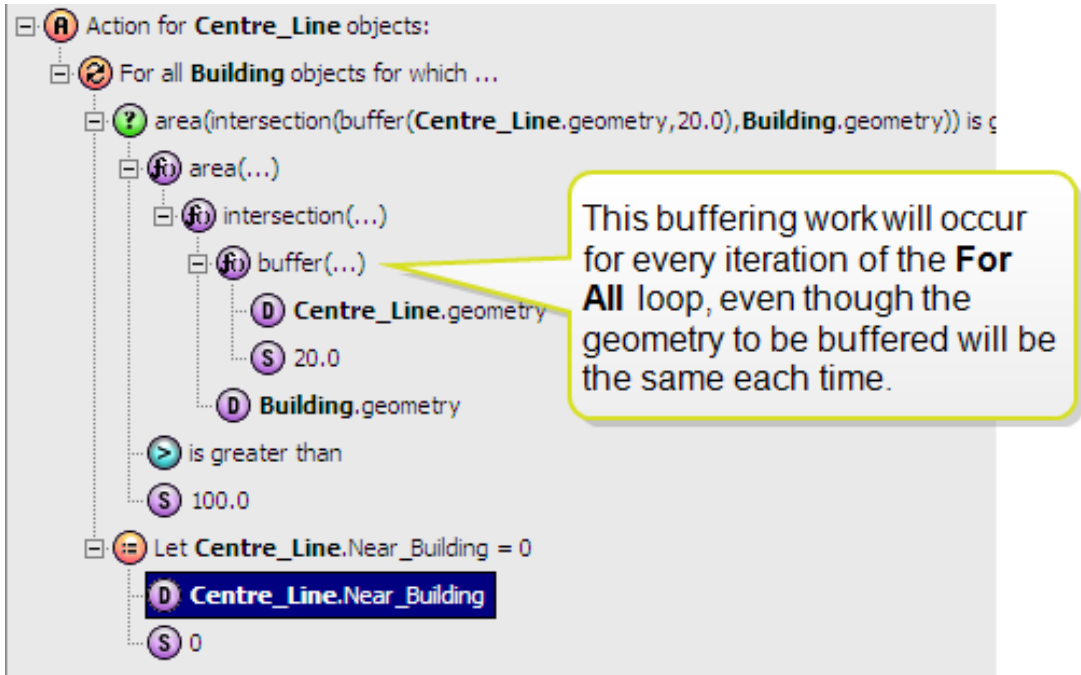 A Action for Centre_Line objects:
For all Building objects for which ...
? area(intersection(buffer(Centre_Line.geometry,20.0),Building.geometry)) is g
f() area(...)
f() intersection(...)
f() buffer(...)
D Centre_Line.geometry
S 20.0
D Building.geometry
> is greater than
S 100.0
:= Let Centre_Line.Near_Building = 0
D Centre_Line.Near_Building
S 0
This buffering work will occur
for every iteration of the For
All loop, even though the
geometry to be buffered will be
the same each time.